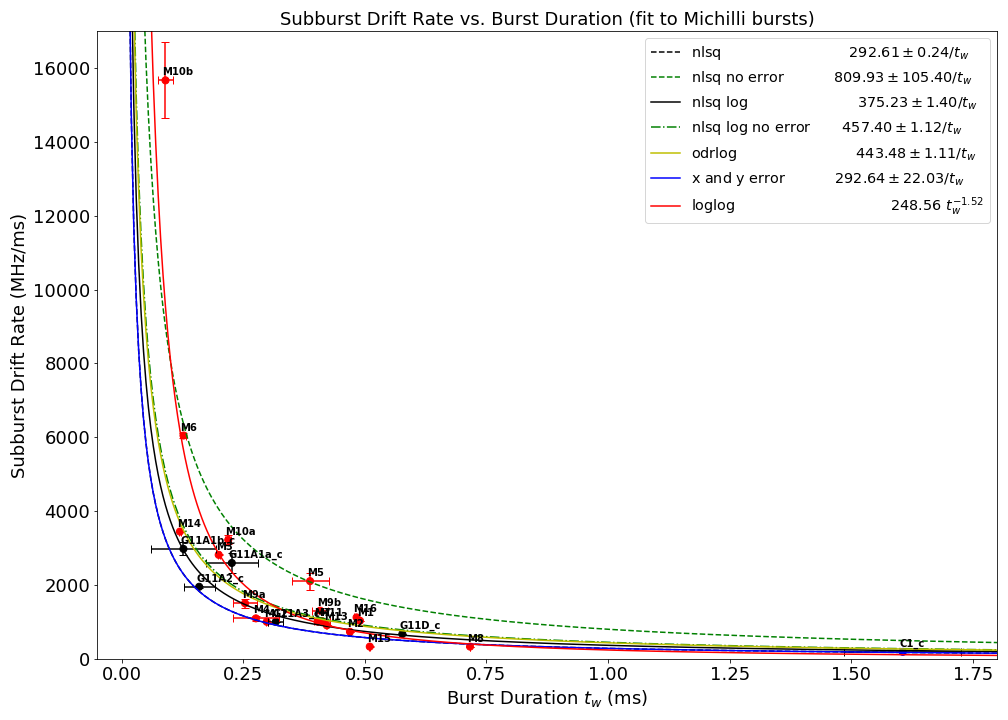 Subburst Drift Rate vs. Burst Duration (fit to Michilli bursts)
nlsq 292.61 ± 0.24/t_w
nlsq no error 809.93 ± 105.40/t_w
nlsq log 375.23 ± 1.40/t_w
nlsq log no error 457.40 ± 1.12/t_w
odrlog 443.48 ± 1.11/t_w
x and y error 292.64 ± 22.03/t_w
loglog 248.56 t_w^−1.52
Subburst Drift Rate (MHz/ms)
16000
14000
12000
10000
8000
6000
4000
2000
0
M10b
M6
M14
M10a
G11A1b_c
M3
G11A1a_c
G11A2_c
M5
M9a
M9b
M4
G11A3_c
M16
M1
M13
M2
G11D_c
M15
M8
C1_c
0.00 0.25 0.50 0.75 1.00 1.25 1.50 1.75
Burst Duration t_w (ms)